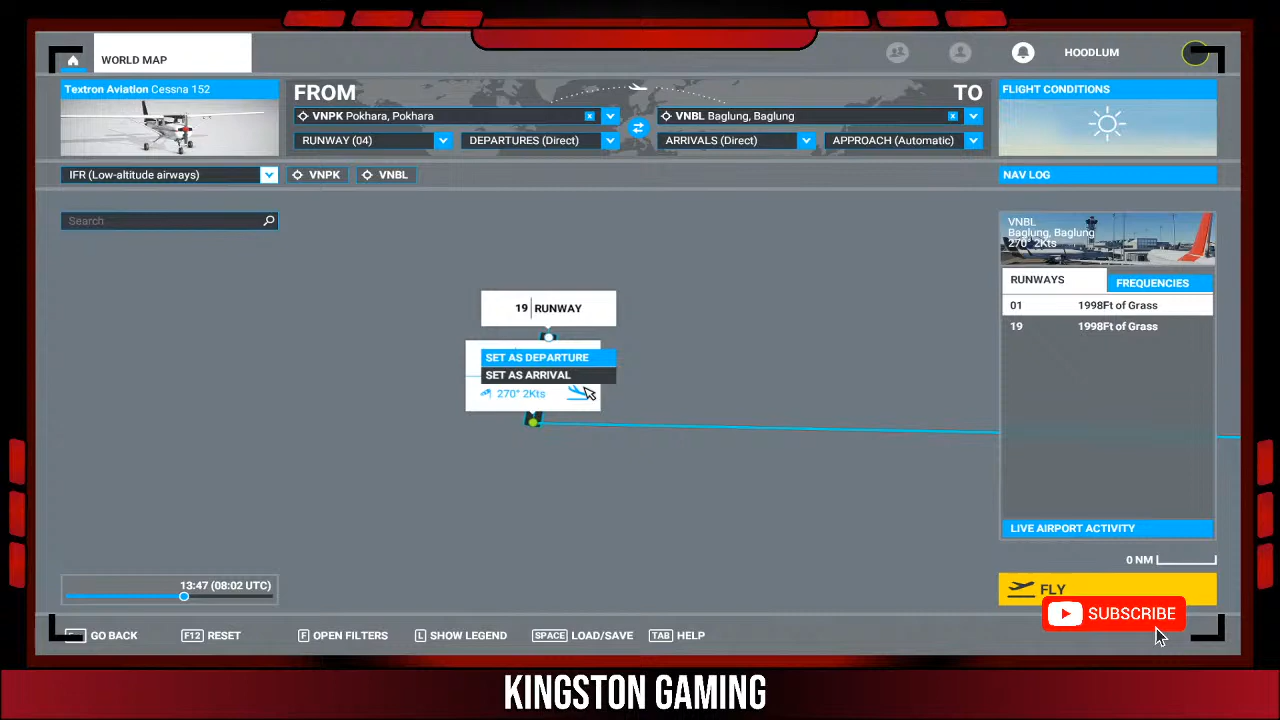 WORLD MAP
HOODLUM
Textron Aviation Cessna 152
FROM
TO
VNPK Pokhara, Pokhara
VNBL Baglung, Baglung
RUNWAY (04)
DEPARTURES (Direct)
ARRIVALS (Direct)
APPROACH (Automatic)
FLIGHT CONDITIONS
IFR (Low-altitude airways)
VNPK
VNBL
NAV LOG
Search
VNBL
Baglung, Baglung
270° 2Kts
RUNWAYS
FREQUENCIES
01 1998Ft of Grass
19 1998Ft of Grass
19 RUNWAY
SET AS DEPARTURE
SET AS ARRIVAL
270° 2Kts
LIVE AIRPORT ACTIVITY
0 NM
13:47 (08:02 UTC)
FLY
SUBSCRIBE
GO BACK
F12 RESET
F OPEN FILTERS
L SHOW LEGEND
SPACE LOAD/SAVE
TAB HELP
KINGSTON GAMING